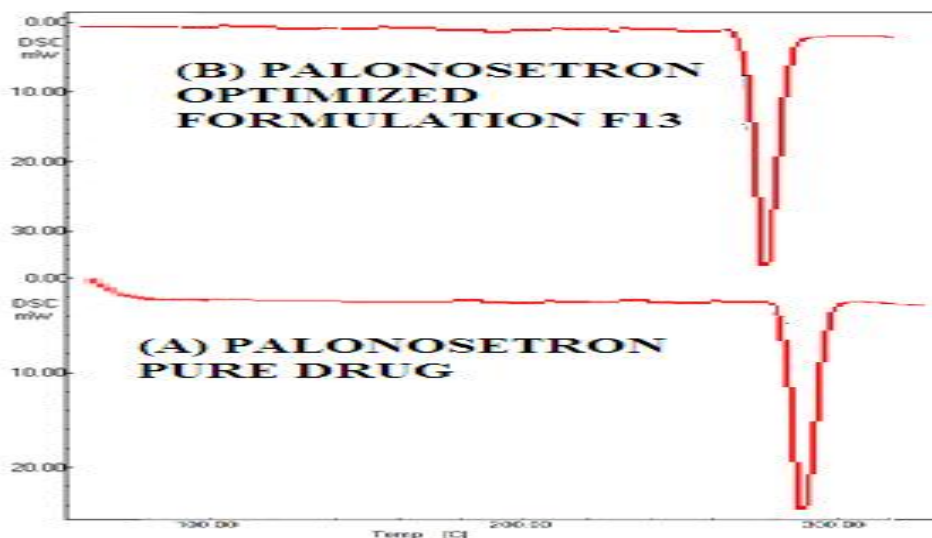 0.00
DSC
mW
(B) PALONOSETRON
OPTIMIZED
FORMULATION F13
10.00
20.00
30.00
0.00
DSC
mW
(A) PALONOSETRON
PURE DRUG
10.00
20.00
100.00 200.00 300.00
Temp [C]